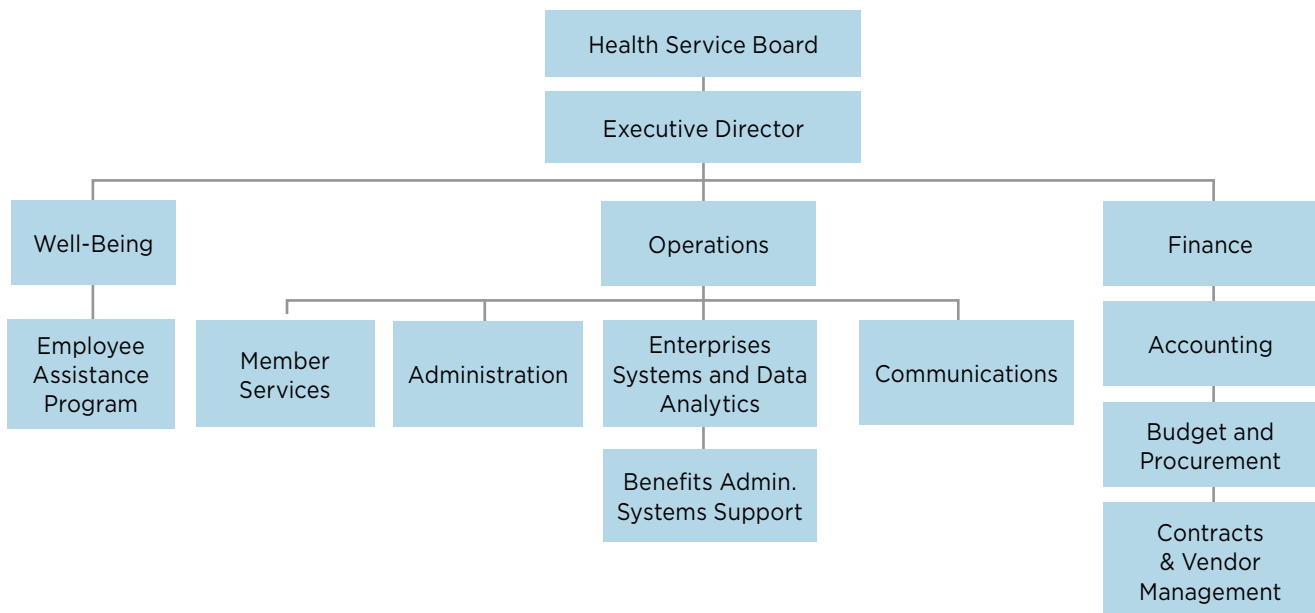 Health Service Board
Executive Director
Well-Being
Operations
Finance
Employee
Assistance
Program
Member
Services
Administration
Enterprises
Systems and Data
Analytics
Communications
Accounting
Benefits Admin.
Systems Support
Budget and
Procurement
Contracts
& Vendor
Management